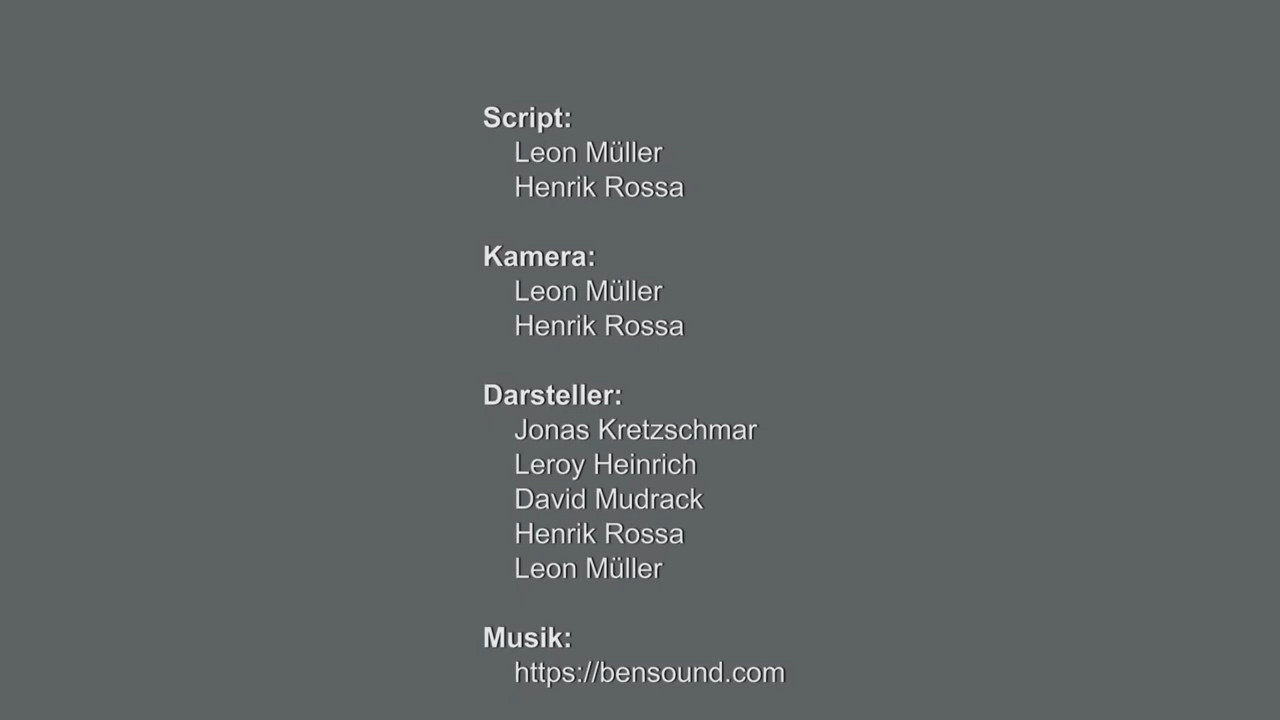 Script:
Leon Müller
Henrik Rossa
Kamera:
Leon Müller
Henrik Rossa
Darsteller:
Jonas Kretzschmar
Leroy Heinrich
David Mudrack
Henrik Rossa
Leon Müller
Musik:
https://bensound.com